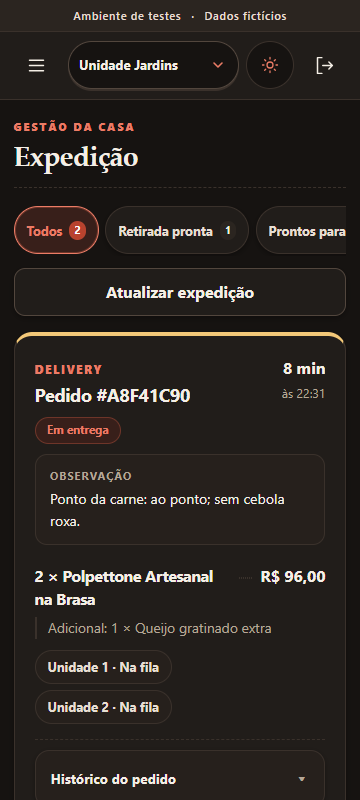 Ambiente de testes · Dados fictícios
Unidade Jardins
GESTÃO DA CASA
Expedição
Todos 2
Retirada pronta 1
Prontos para
Atualizar expedição
DELIVERY
8 min
Pedido #A8F41C90
às 22:31
Em entrega
OBSERVAÇÃO
Ponto da carne: ao ponto; sem cebola
roxa.
2 × Polpettone Artesanal
R$ 96,00
na Brasa
Adicional: 1 × Queijo gratinado extra
Unidade 1 · Na fila
Unidade 2 · Na fila
Histórico do pedido